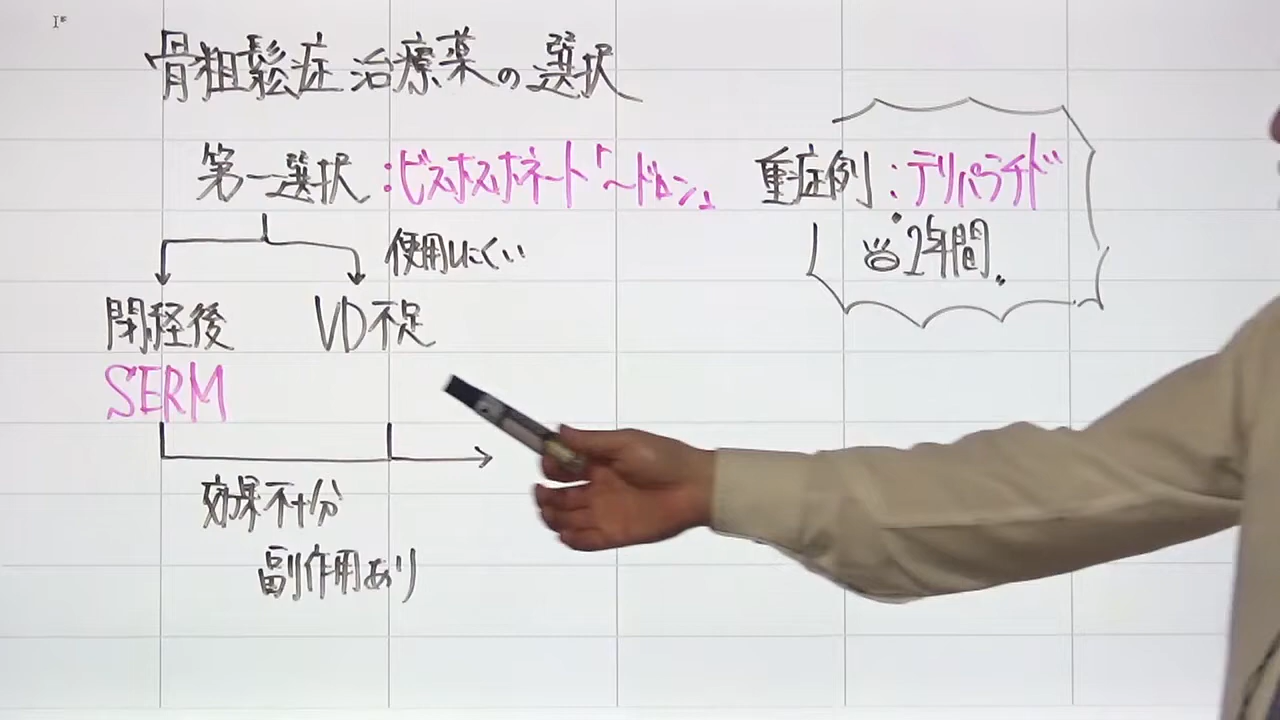 骨粗鬆症治療薬の選択
第一選択:ビスホスホネート「〜ドロン」
使用しにくい
閉経後
VD不足
SERM
効果不十分
副作用あり
重症例:テリパラチド
2年間